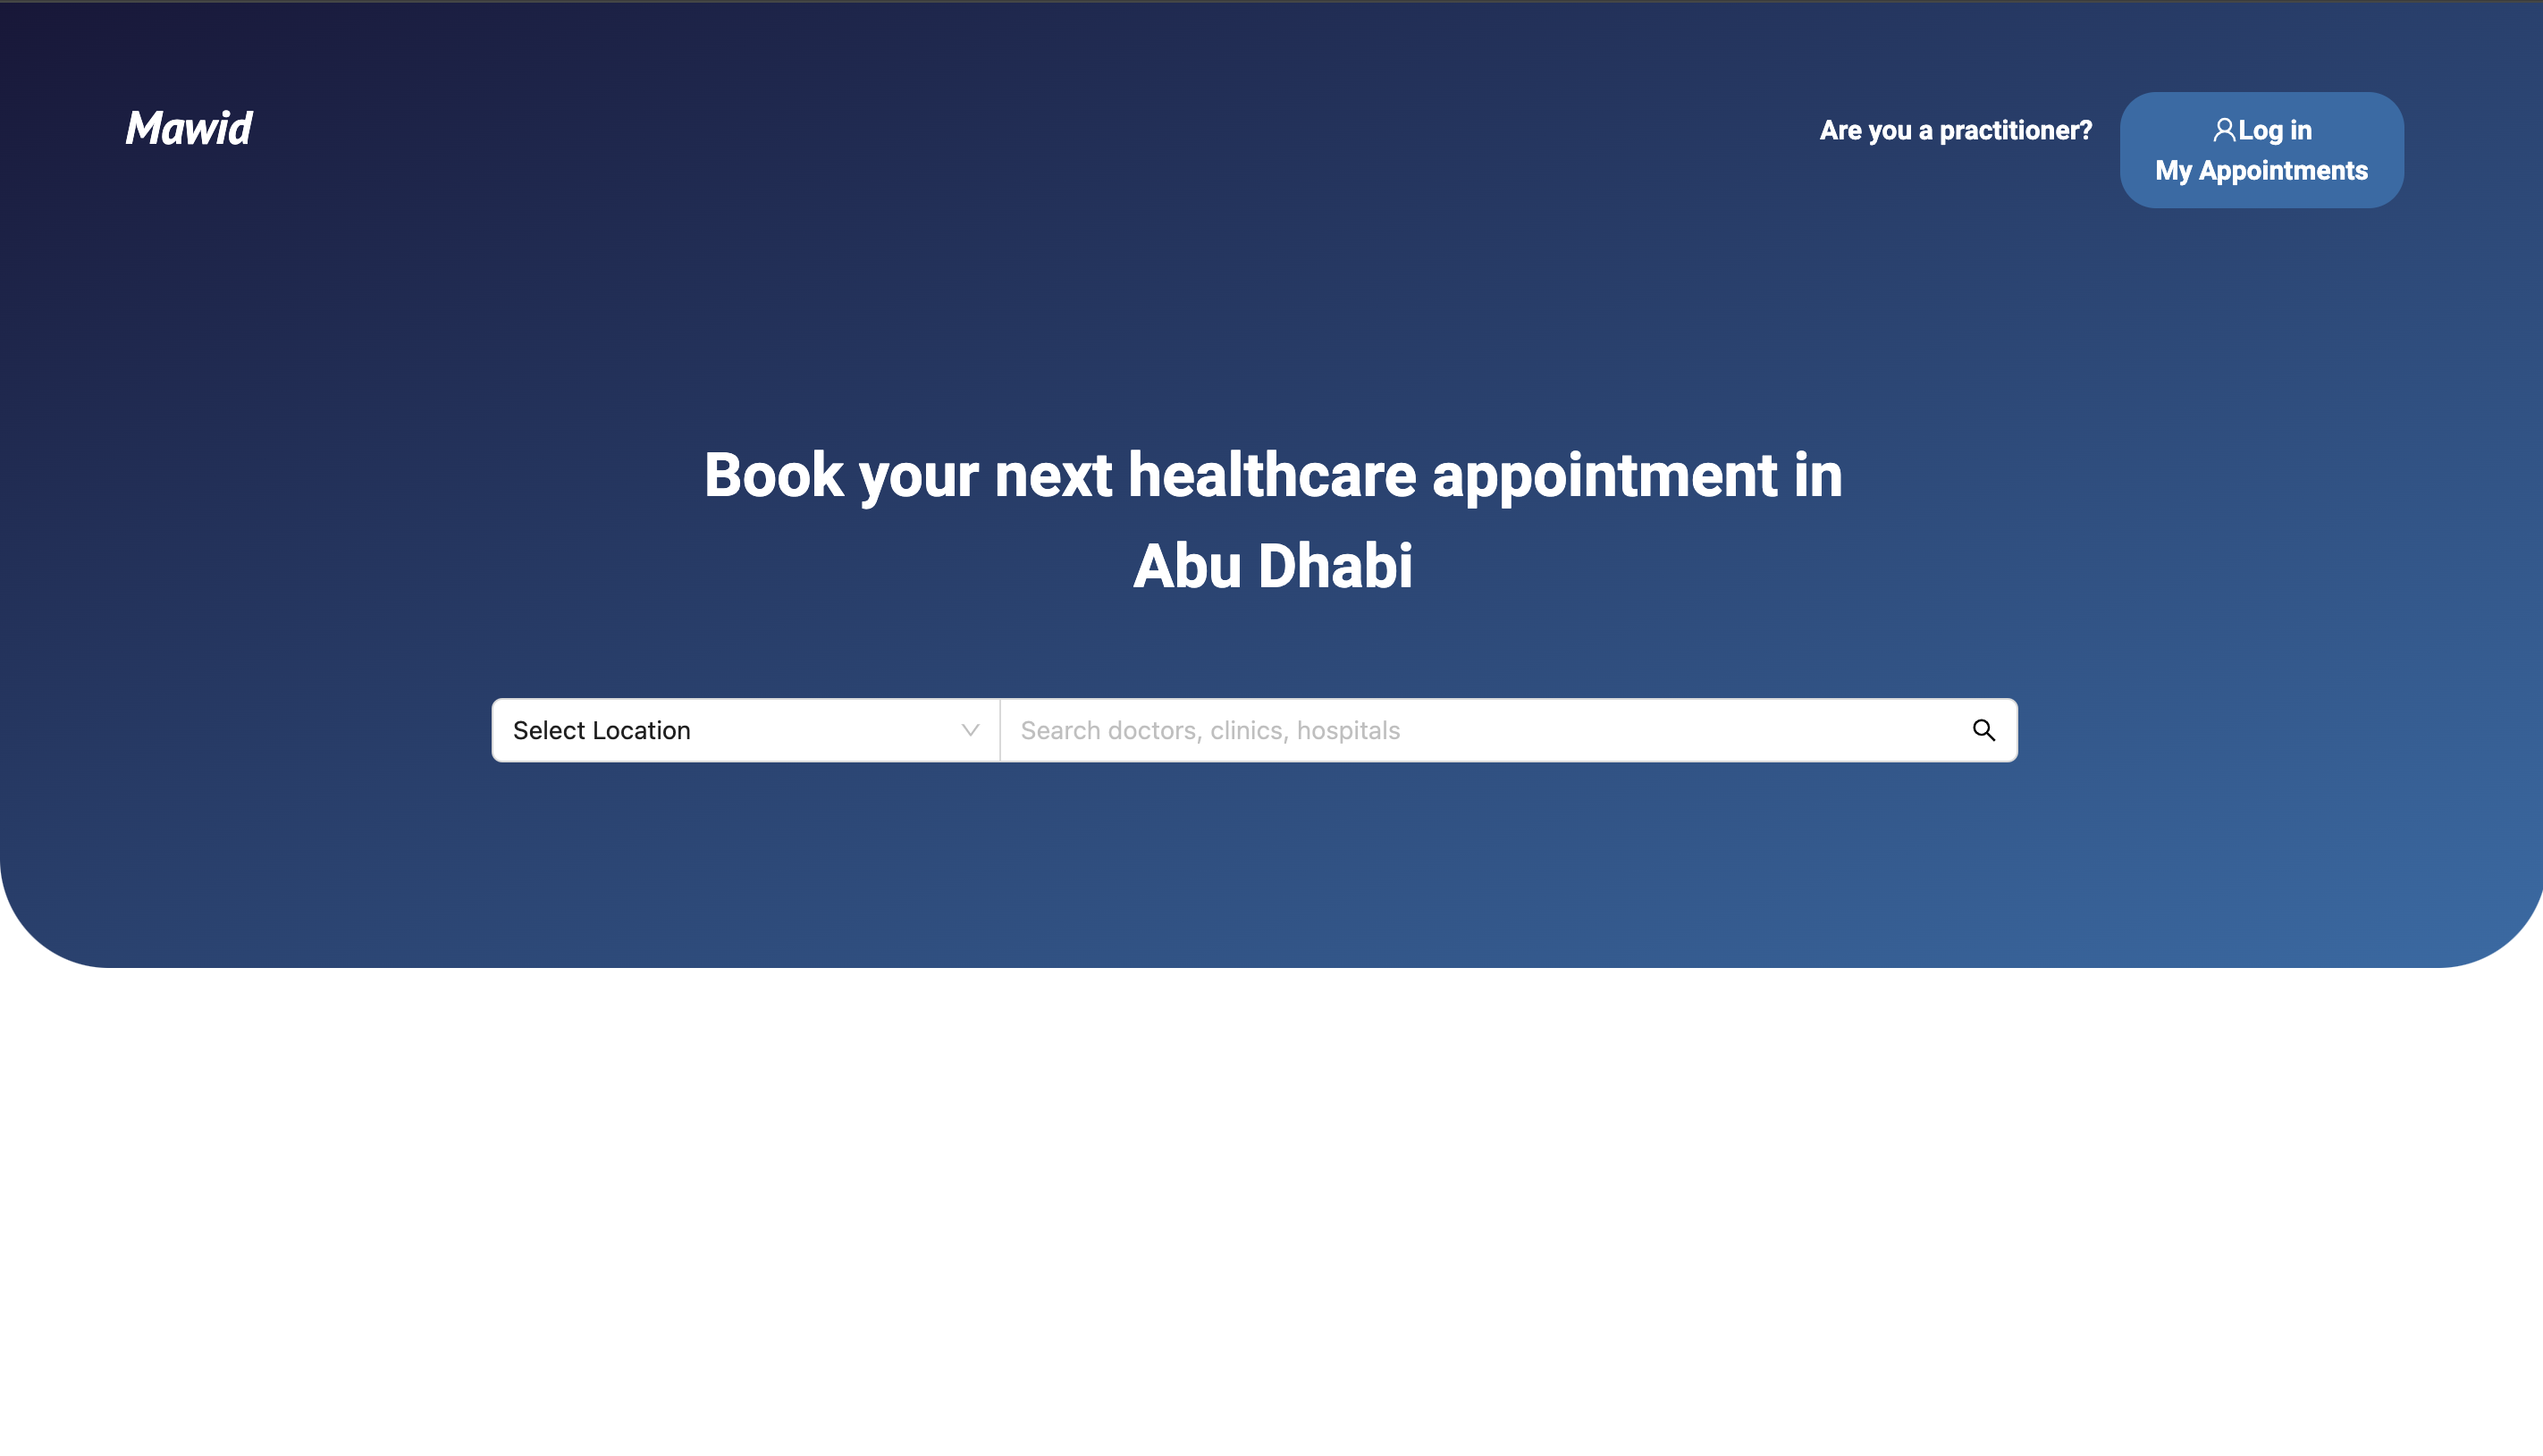 Mawid
Are you a practitioner?
Log in
My Appointments
Book your next healthcare appointment in
Abu Dhabi
Select Location
Search doctors, clinics, hospitals